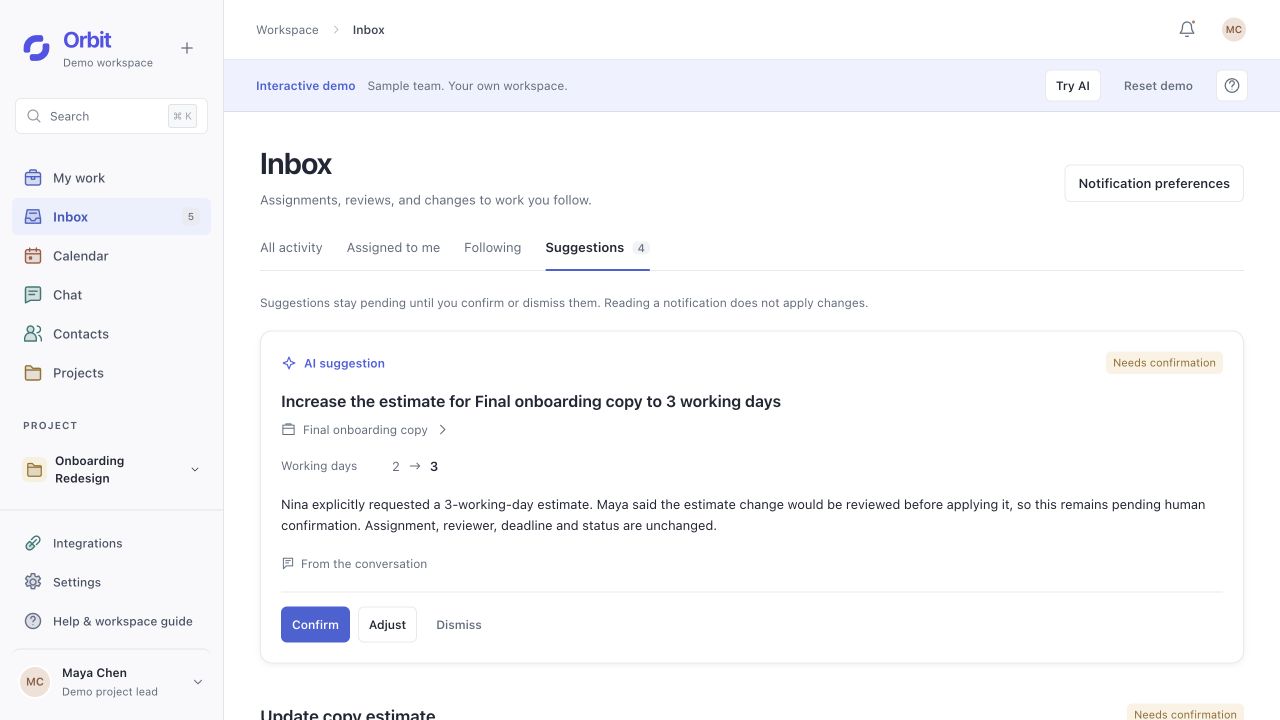 Orbit
Demo workspace
Search
⌘ K
My work
Inbox
5
Calendar
Chat
Contacts
Projects
PROJECT
Onboarding
Redesign
Integrations
Settings
Help & workspace guide
MC
Maya Chen
Demo project lead
Workspace
Inbox
MC
Interactive demo
Sample team. Your own workspace.
Try AI
Reset demo
Inbox
Assignments, reviews, and changes to work you follow.
Notification preferences
All activity
Assigned to me
Following
Suggestions
4
Suggestions stay pending until you confirm or dismiss them. Reading a notification does not apply changes.
AI suggestion
Needs confirmation
Increase the estimate for Final onboarding copy to 3 working days
Final onboarding copy
Working days 2 → 3
Nina explicitly requested a 3-working-day estimate. Maya said the estimate change would be reviewed before applying it, so this remains pending human
confirmation. Assignment, reviewer, deadline and status are unchanged.
From the conversation
Confirm
Adjust
Dismiss
Update copy estimate
Needs confirmation